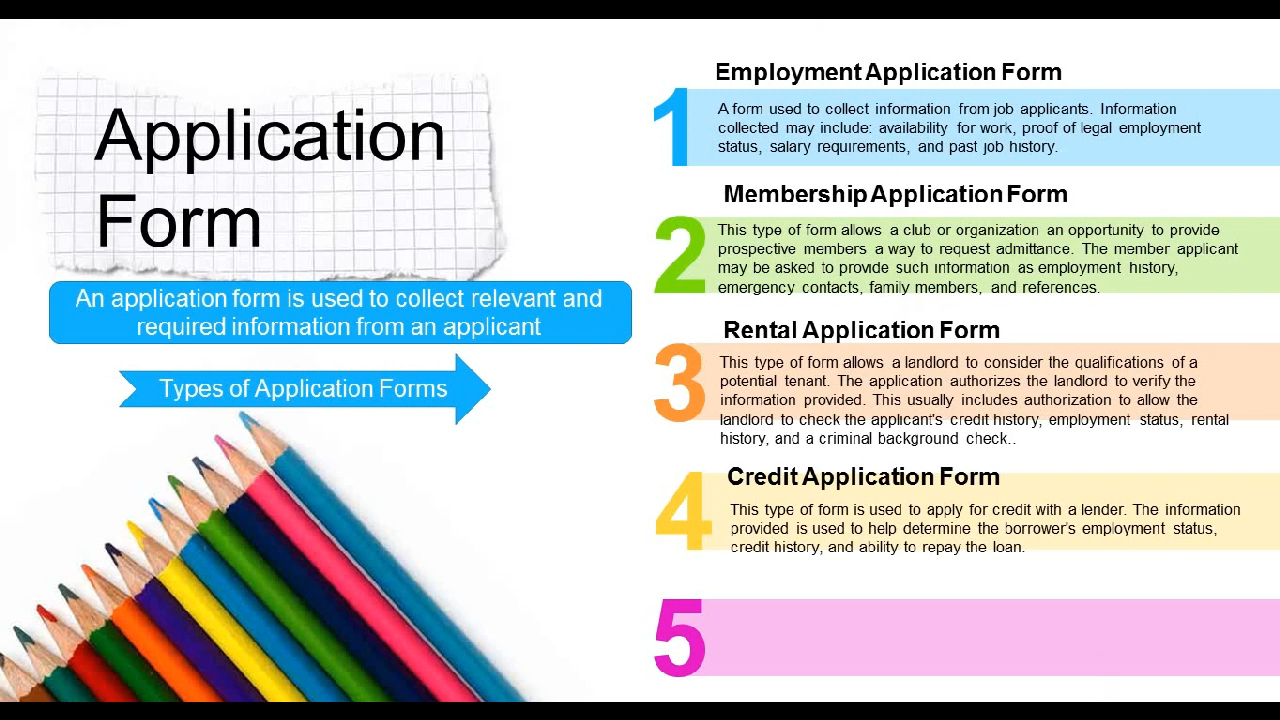 Application
Form
An application form is used to collect relevant and
required information from an applicant
Types of Application Forms
Employment Application Form
1
A form used to collect information from job applicants. Information
collected may include: availability for work, proof of legal employment
status, salary requirements, and past job history.
Membership Application Form
2
This type of form allows a club or organization an opportunity to provide
prospective members a way to request admittance. The member applicant
may be asked to provide such information as employment history,
emergency contacts, family members, and references.
Rental Application Form
3
This type of form allows a landlord to consider the qualifications of a
potential tenant. The application authorizes the landlord to verify the
information provided. This usually includes authorization to allow the
landlord to check the applicant's credit history, employment status, rental
history, and a criminal background check..
Credit Application Form
4
This type of form is used to apply for credit with a lender. The information
provided is used to help determine the borrower's employment status,
credit history, and ability to repay the loan.
5